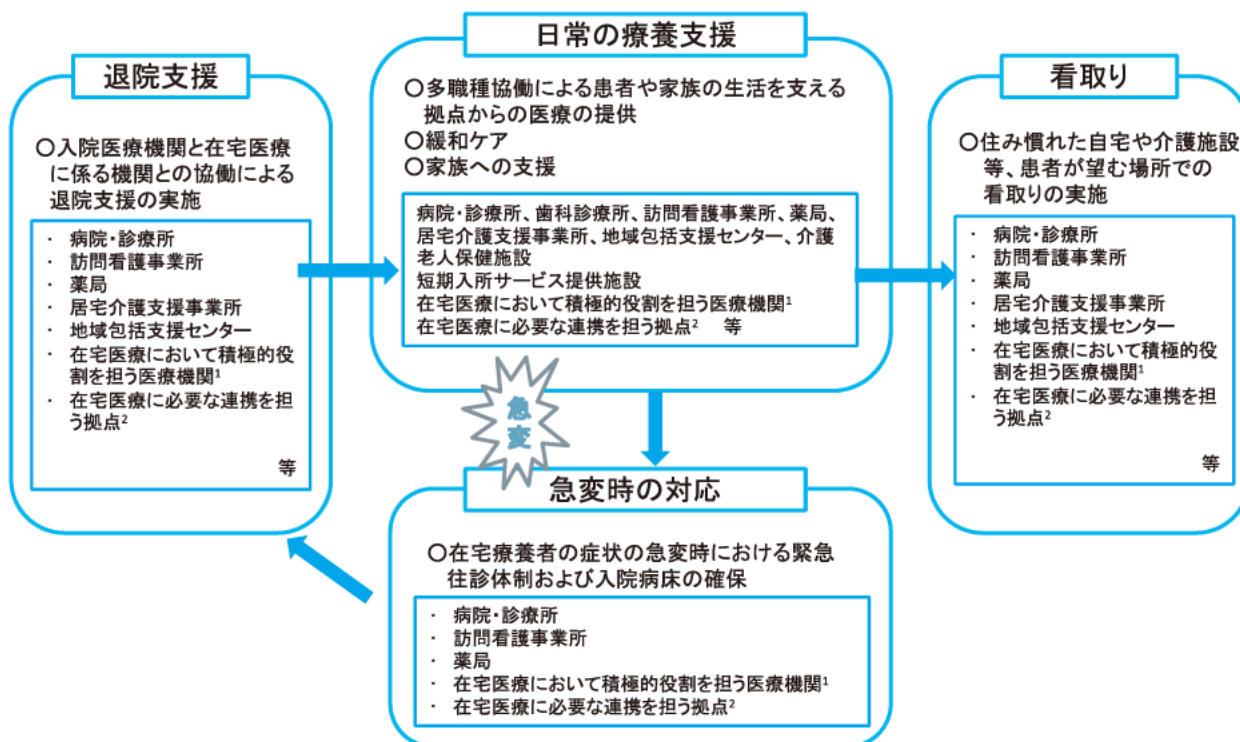 退院支援
○入院医療機関と在宅医療
に係る機関との協働による
退院支援の実施
・ 病院・診療所
・ 訪問看護事業所
・ 薬局
・ 居宅介護支援事業所
・ 地域包括支援センター
・ 在宅医療において積極的役
割を担う医療機関¹
・ 在宅医療に必要な連携を担
う拠点²
等
日常の療養支援
○多職種協働による患者や家族の生活を支える
拠点からの医療の提供
○緩和ケア
○家族への支援
病院・診療所、歯科診療所、訪問看護事業所、薬局、
居宅介護支援事業所、地域包括支援センター、介護
老人保健施設
短期入所サービス提供施設
在宅医療において積極的役割を担う医療機関¹
在宅医療に必要な連携を担う拠点² 等
急変
急変時の対応
○在宅療養者の症状の急変時における緊急
往診体制および入院病床の確保
・ 病院・診療所
・ 訪問看護事業所
・ 薬局
・ 在宅医療において積極的役割を担う医療機関¹
・ 在宅医療に必要な連携を担う拠点²
看取り
○住み慣れた自宅や介護施設
等、患者が望む場所での
看取りの実施
・ 病院・診療所
・ 訪問看護事業所
・ 薬局
・ 居宅介護支援事業所
・ 地域包括支援センター
・ 在宅医療において積極的役
割を担う医療機関¹
・ 在宅医療に必要な連携を担
う拠点²
等